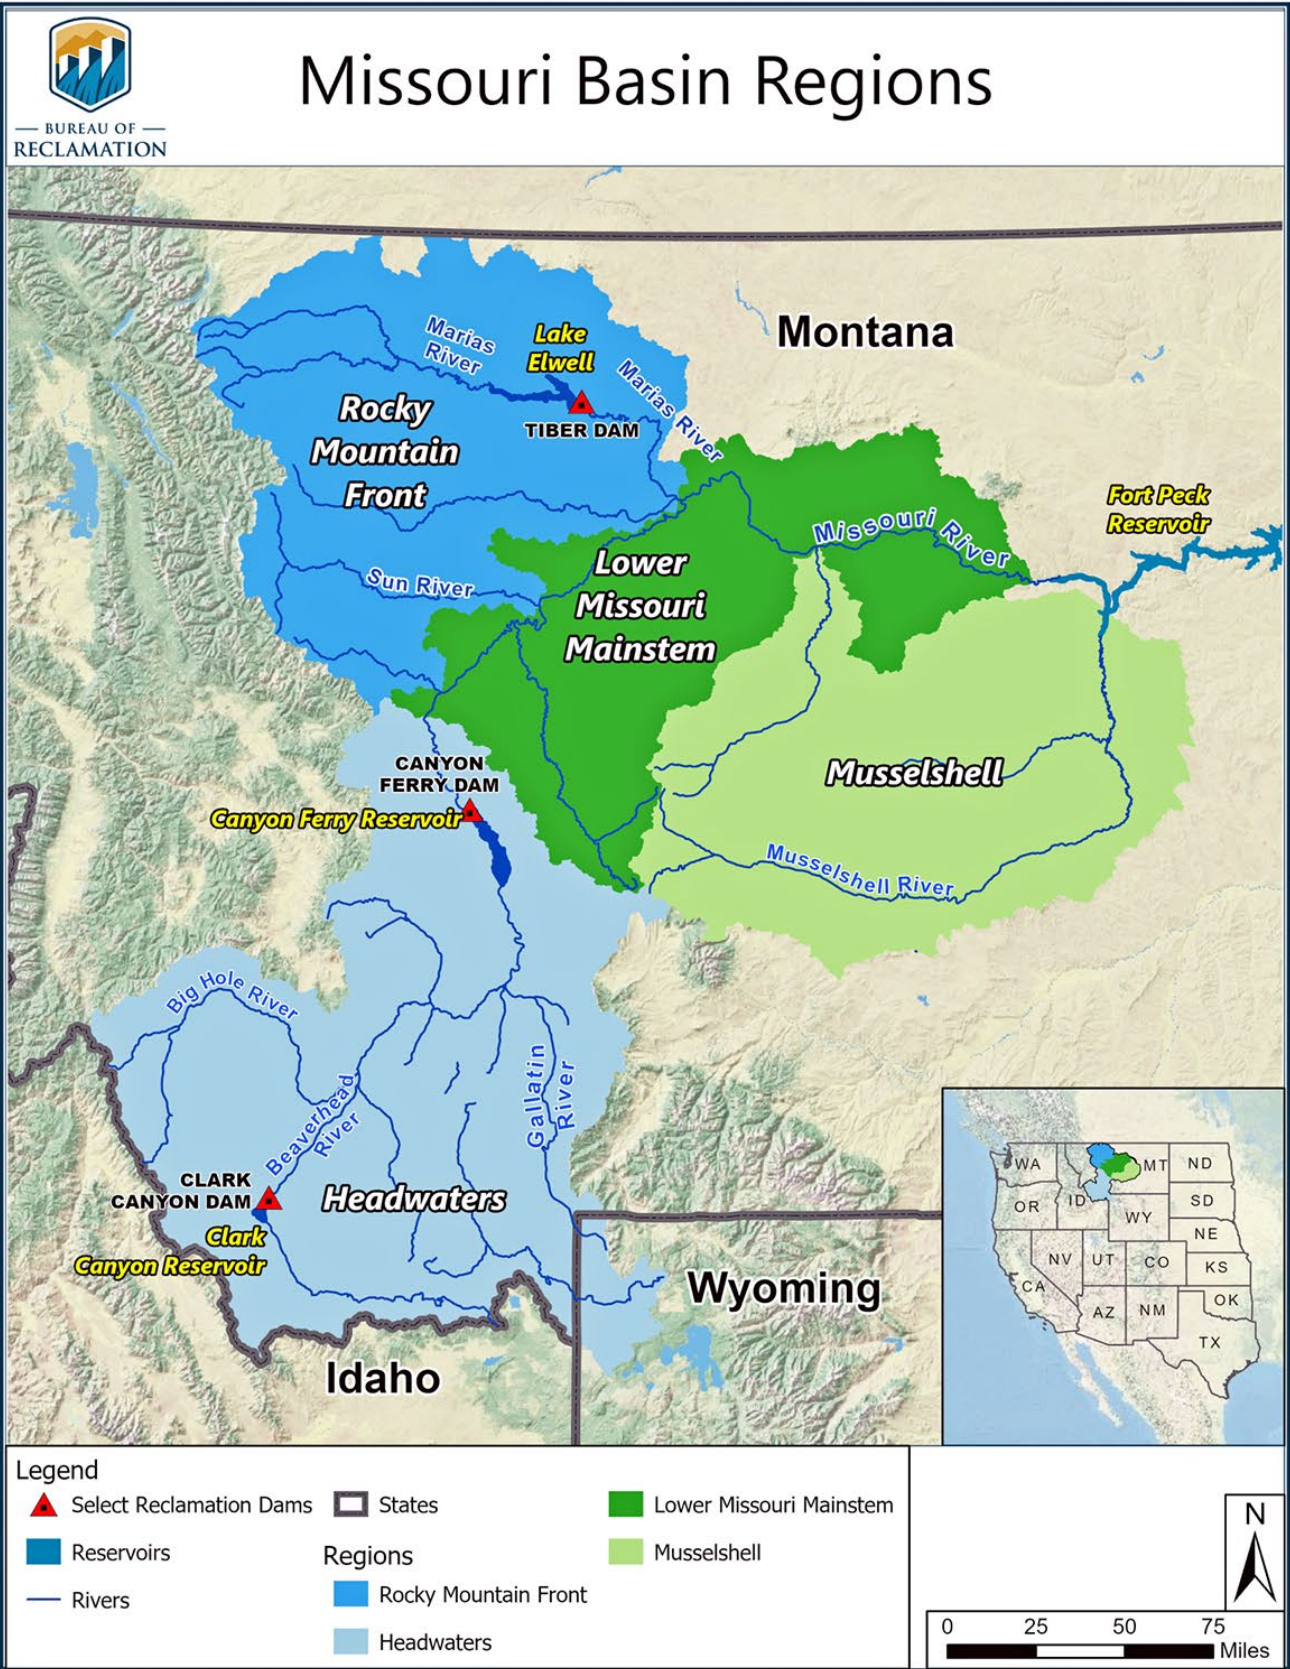 BUREAU OF
RECLAMATION
Missouri Basin Regions
Montana
Marias
River
Lake
Elwell
Marias River
TIBER DAM
Rocky
Mountain
Front
Fort Peck
Reservoir
Missouri River
Sun River
Lower
Missouri
Mainstem
CANYON
FERRY DAM
Canyon Ferry Reservoir
Musselshell
Musselshell River
Big Hole River
Beaverhead
River
Gallatin
River
CLARK
CANYON DAM
Headwaters
Clark
Canyon Reservoir
Wyoming
Idaho
WA
MT
ND
OR
ID
SD
WY
NE
NV
UT
CO
KS
CA
AZ
NM
OK
TX
Legend
Select Reclamation Dams
Reservoirs
Rivers
States
Regions
Rocky Mountain Front
Headwaters
Lower Missouri Mainstem
Musselshell
N
0 25 50 75
Miles